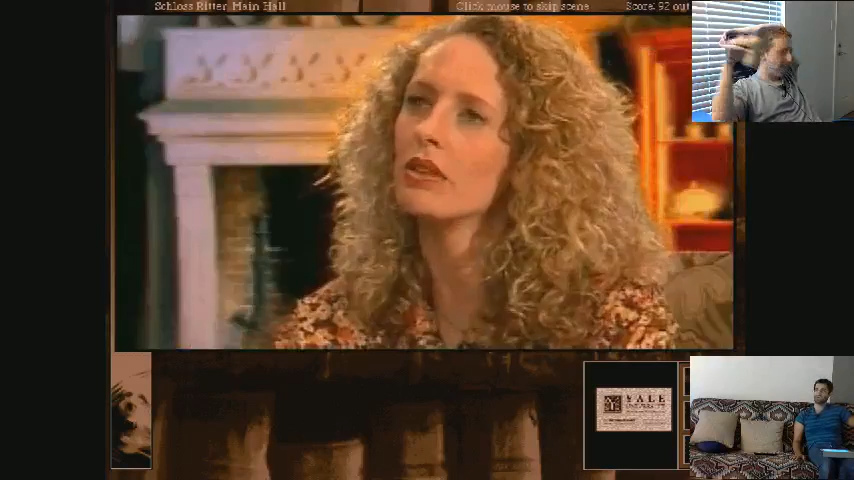 Schloss Ritter, Main Hall
Click mouse to skip scene
Score: 92 out
YALE